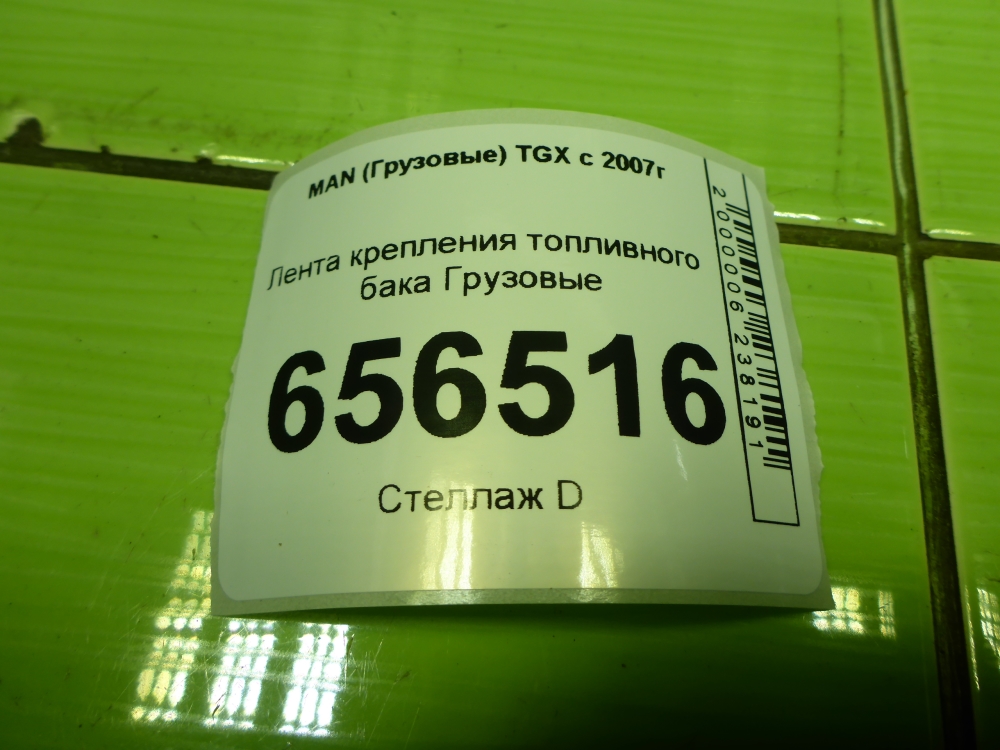 MAN (Грузовые) TGX с 2007г
Лента крепления топливного
бака Грузовые
656516
Стеллаж D
2000006238191